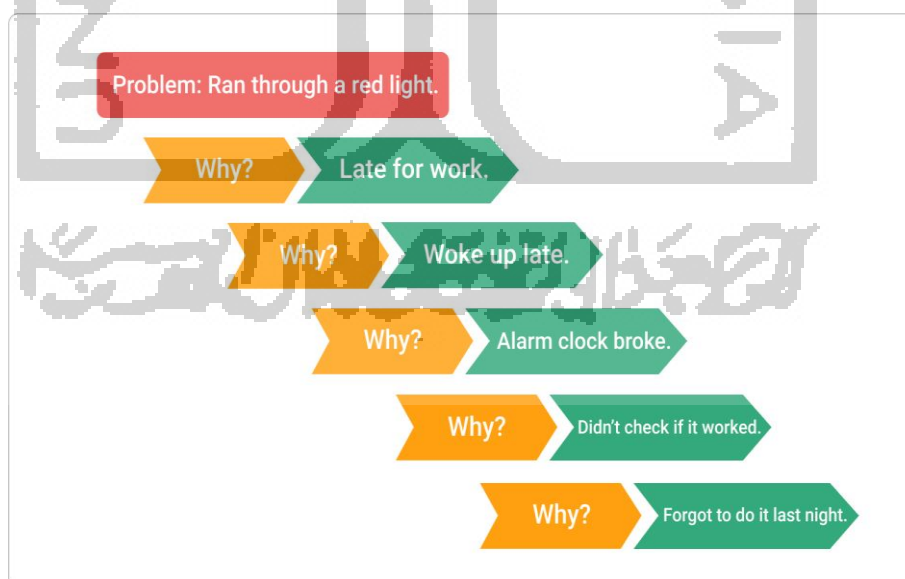 Problem: Ran through a red light.
Why? Late for work.
Why? Woke up late.
Why? Alarm clock broke.
Why? Didn't check if it worked.
Why? Forgot to do it last night.